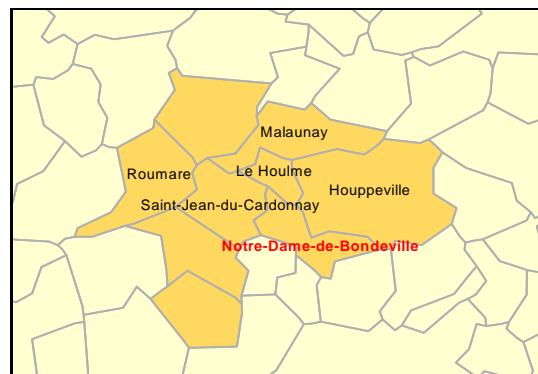 Malaunay
Le Houlme
Roumare
Houppeville
Saint-Jean-du-Cardonnay
Notre-Dame-de-Bondeville